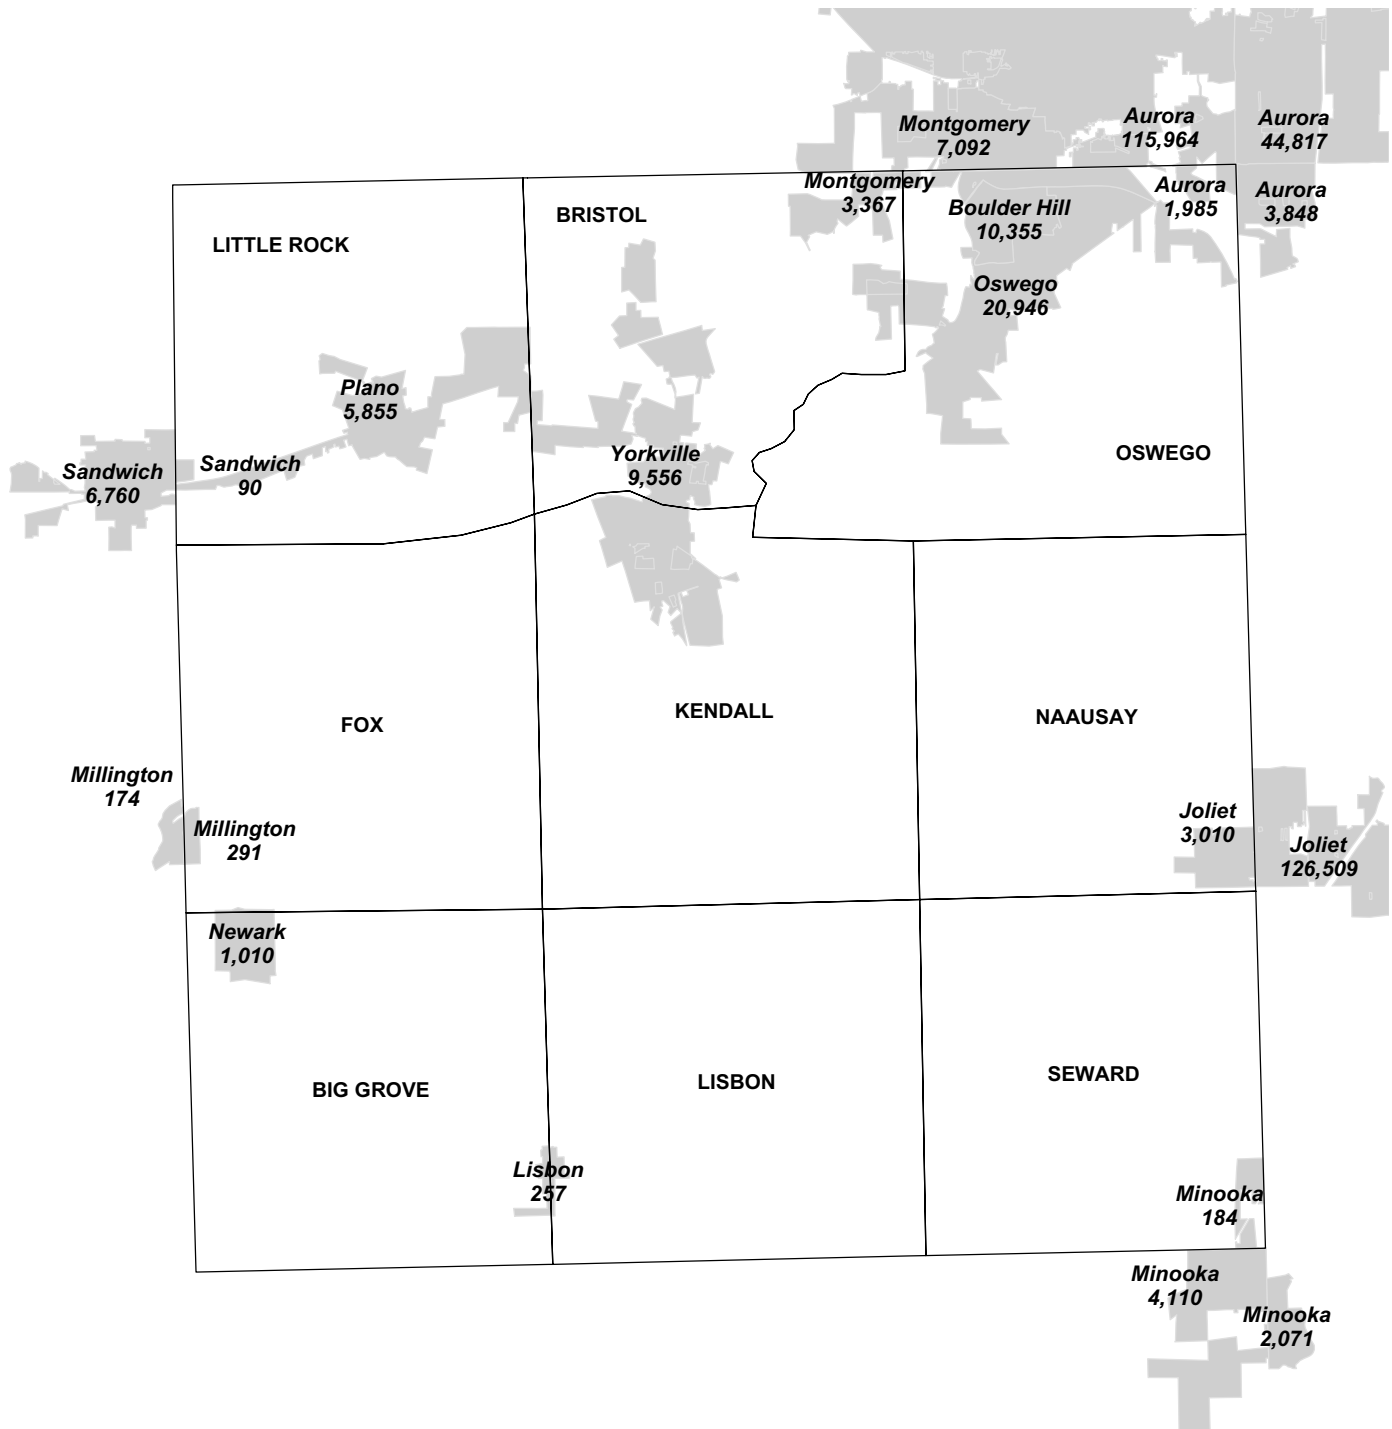 Aurora
115,964
Aurora
44,817
Montgomery
7,092
Montgomery
3,367
Aurora
1,985
Aurora
3,848
Boulder Hill
10,355
BRISTOL
LITTLE ROCK
Oswego
20,946
Plano
5,855
OSWEGO
Yorkville
9,556
Sandwich
90
Sandwich
6,760
KENDALL
NAAUSAY
FOX
Millington
174
Millington
291
Joliet
3,010
Joliet
126,509
Newark
1,010
SEWARD
LISBON
BIG GROVE
Lisbon
257
Minooka
184
Minooka
4,110
Minooka
2,071